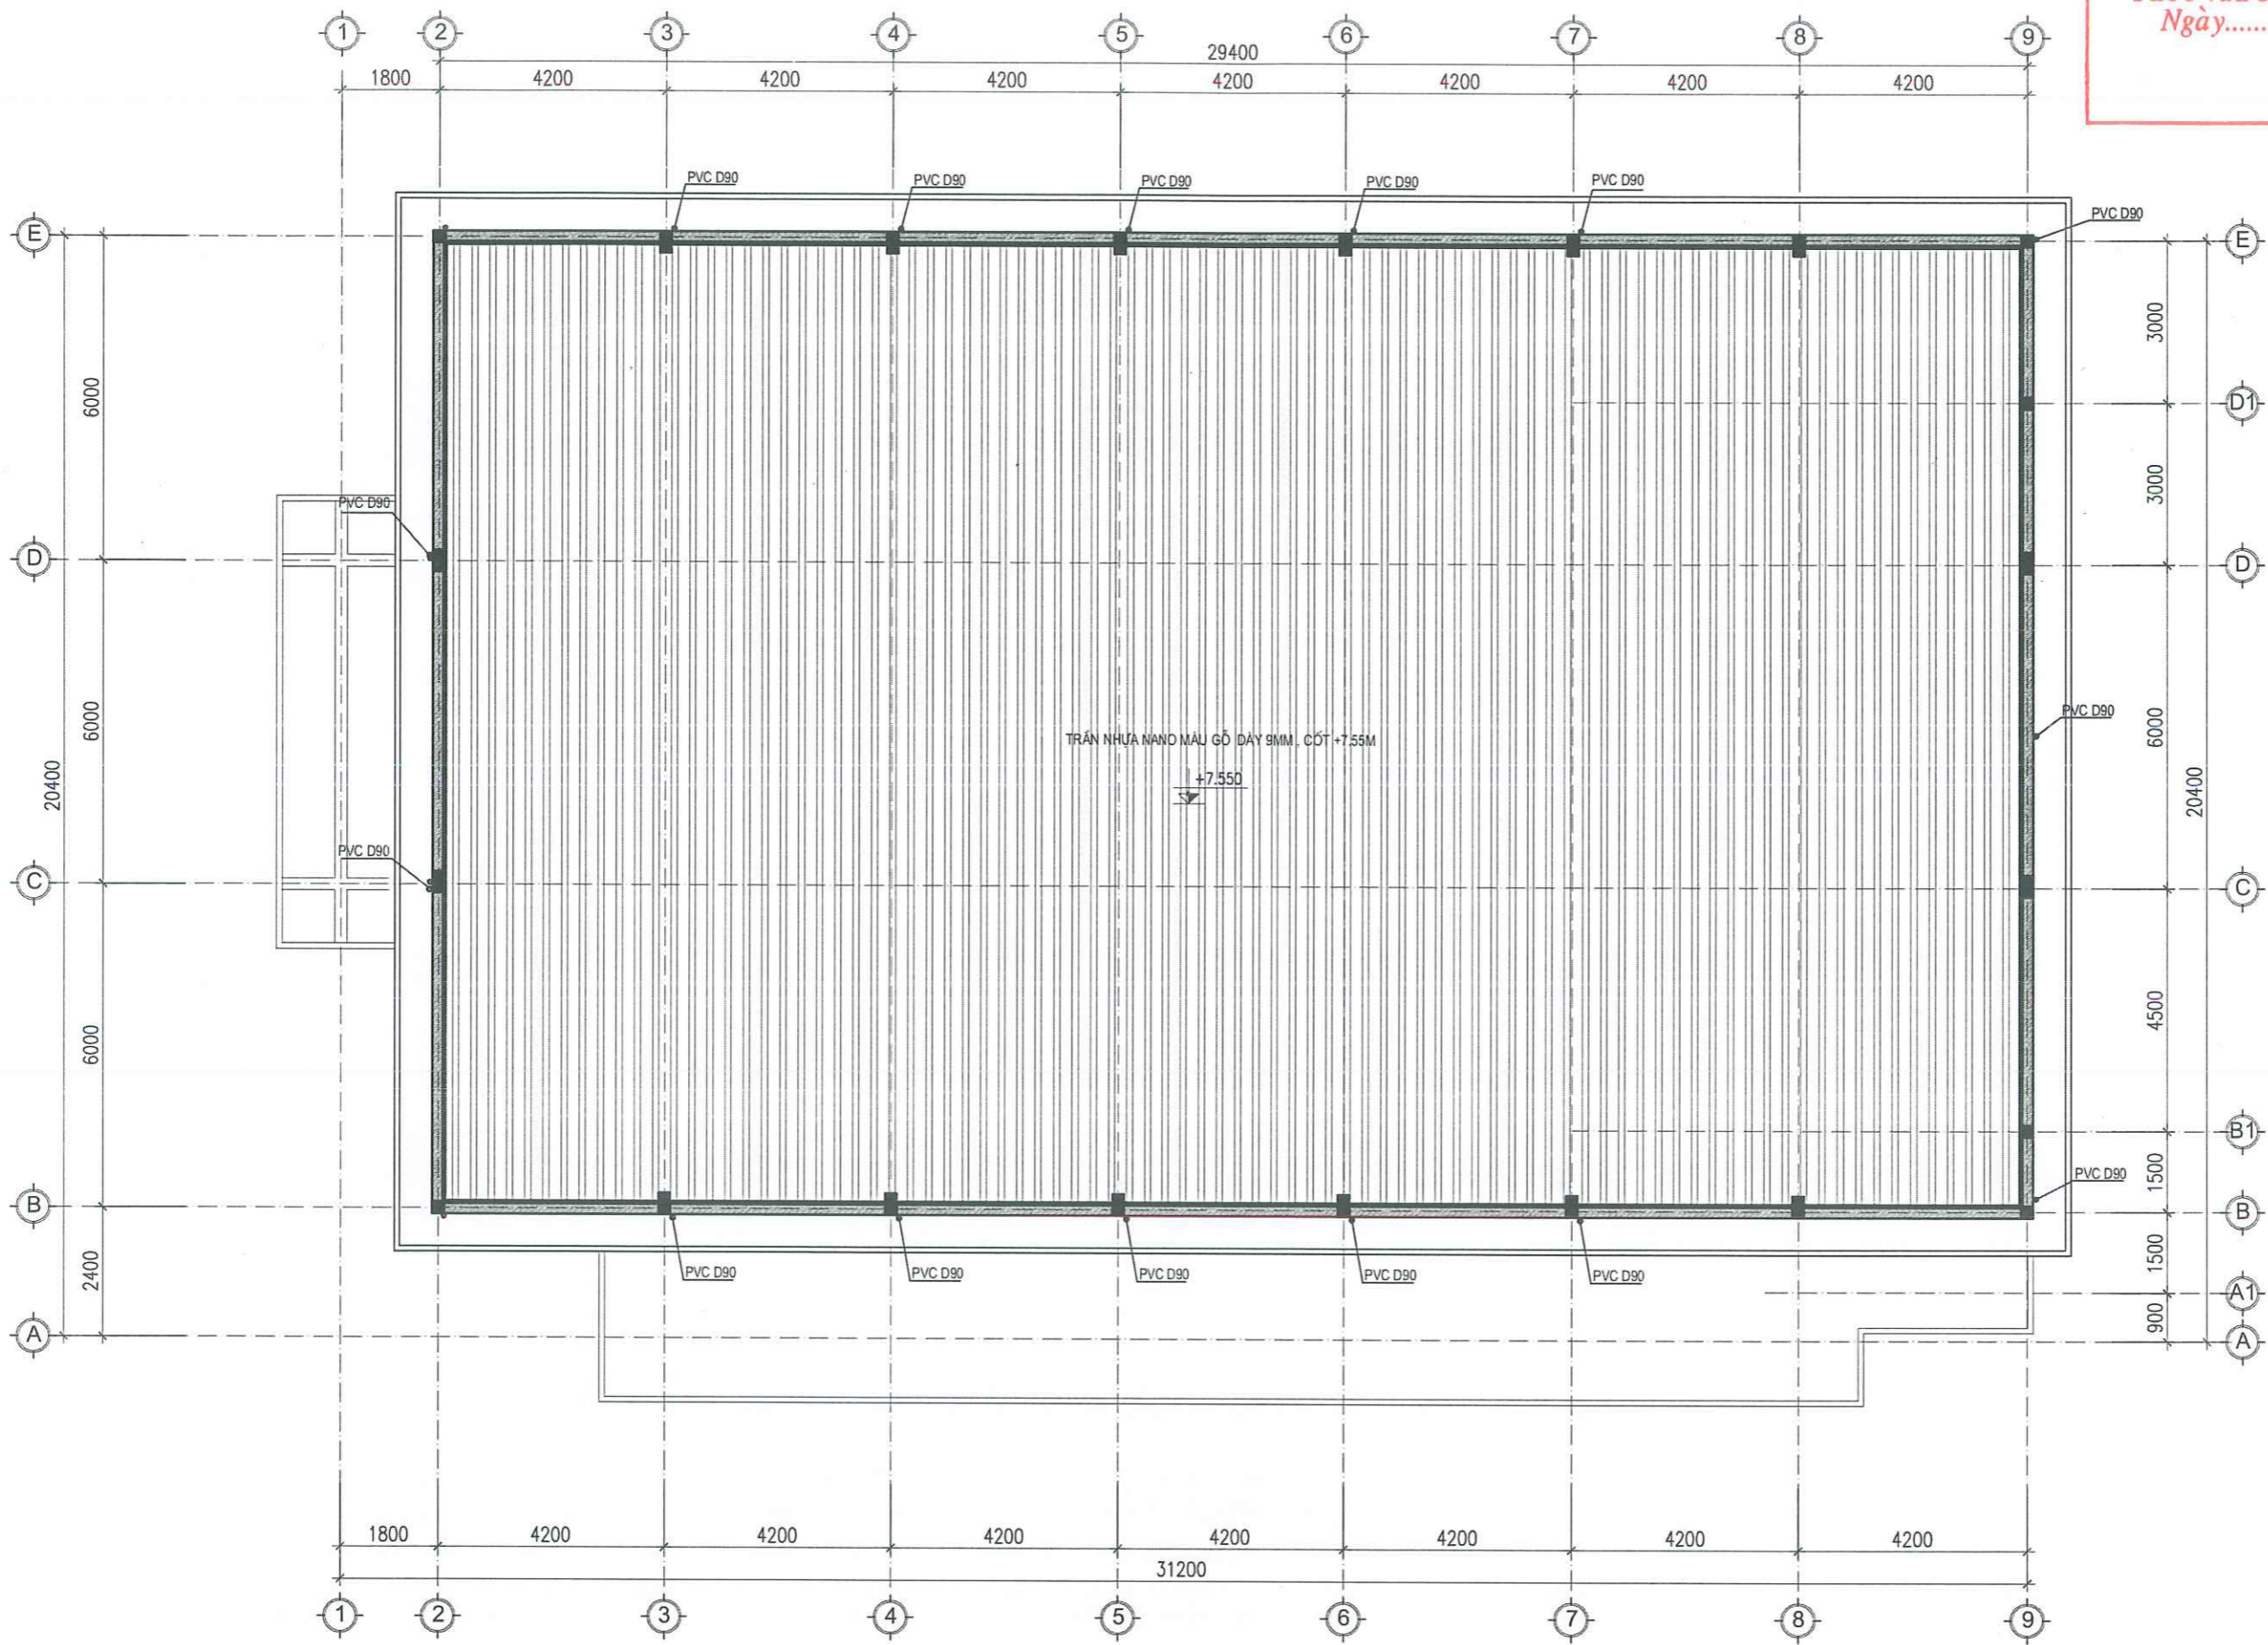 Ngày......
1 2 3 4 5 6 7 8 9
29400
1800 4200 4200 4200 4200 4200 4200 4200
PVC D90 PVC D90 PVC D90 PVC D90 PVC D90
PVC D90
E E
3000
6000
D1
3000
PVC D90
D D
PVC D90
6000 6000
TRẦN NHỰA NANO MÀU GỖ DÀY 9MM, CỐT +7.55M
+7.550
20400 20400
PVC D90
C C
4500
6000
B1
1500
PVC D90
B B
1500
2400
PVC D90 PVC D90 PVC D90 PVC D90 PVC D90
A1
900
A A
1800 4200 4200 4200 4200 4200 4200 4200
31200
1 2 3 4 5 6 7 8 9